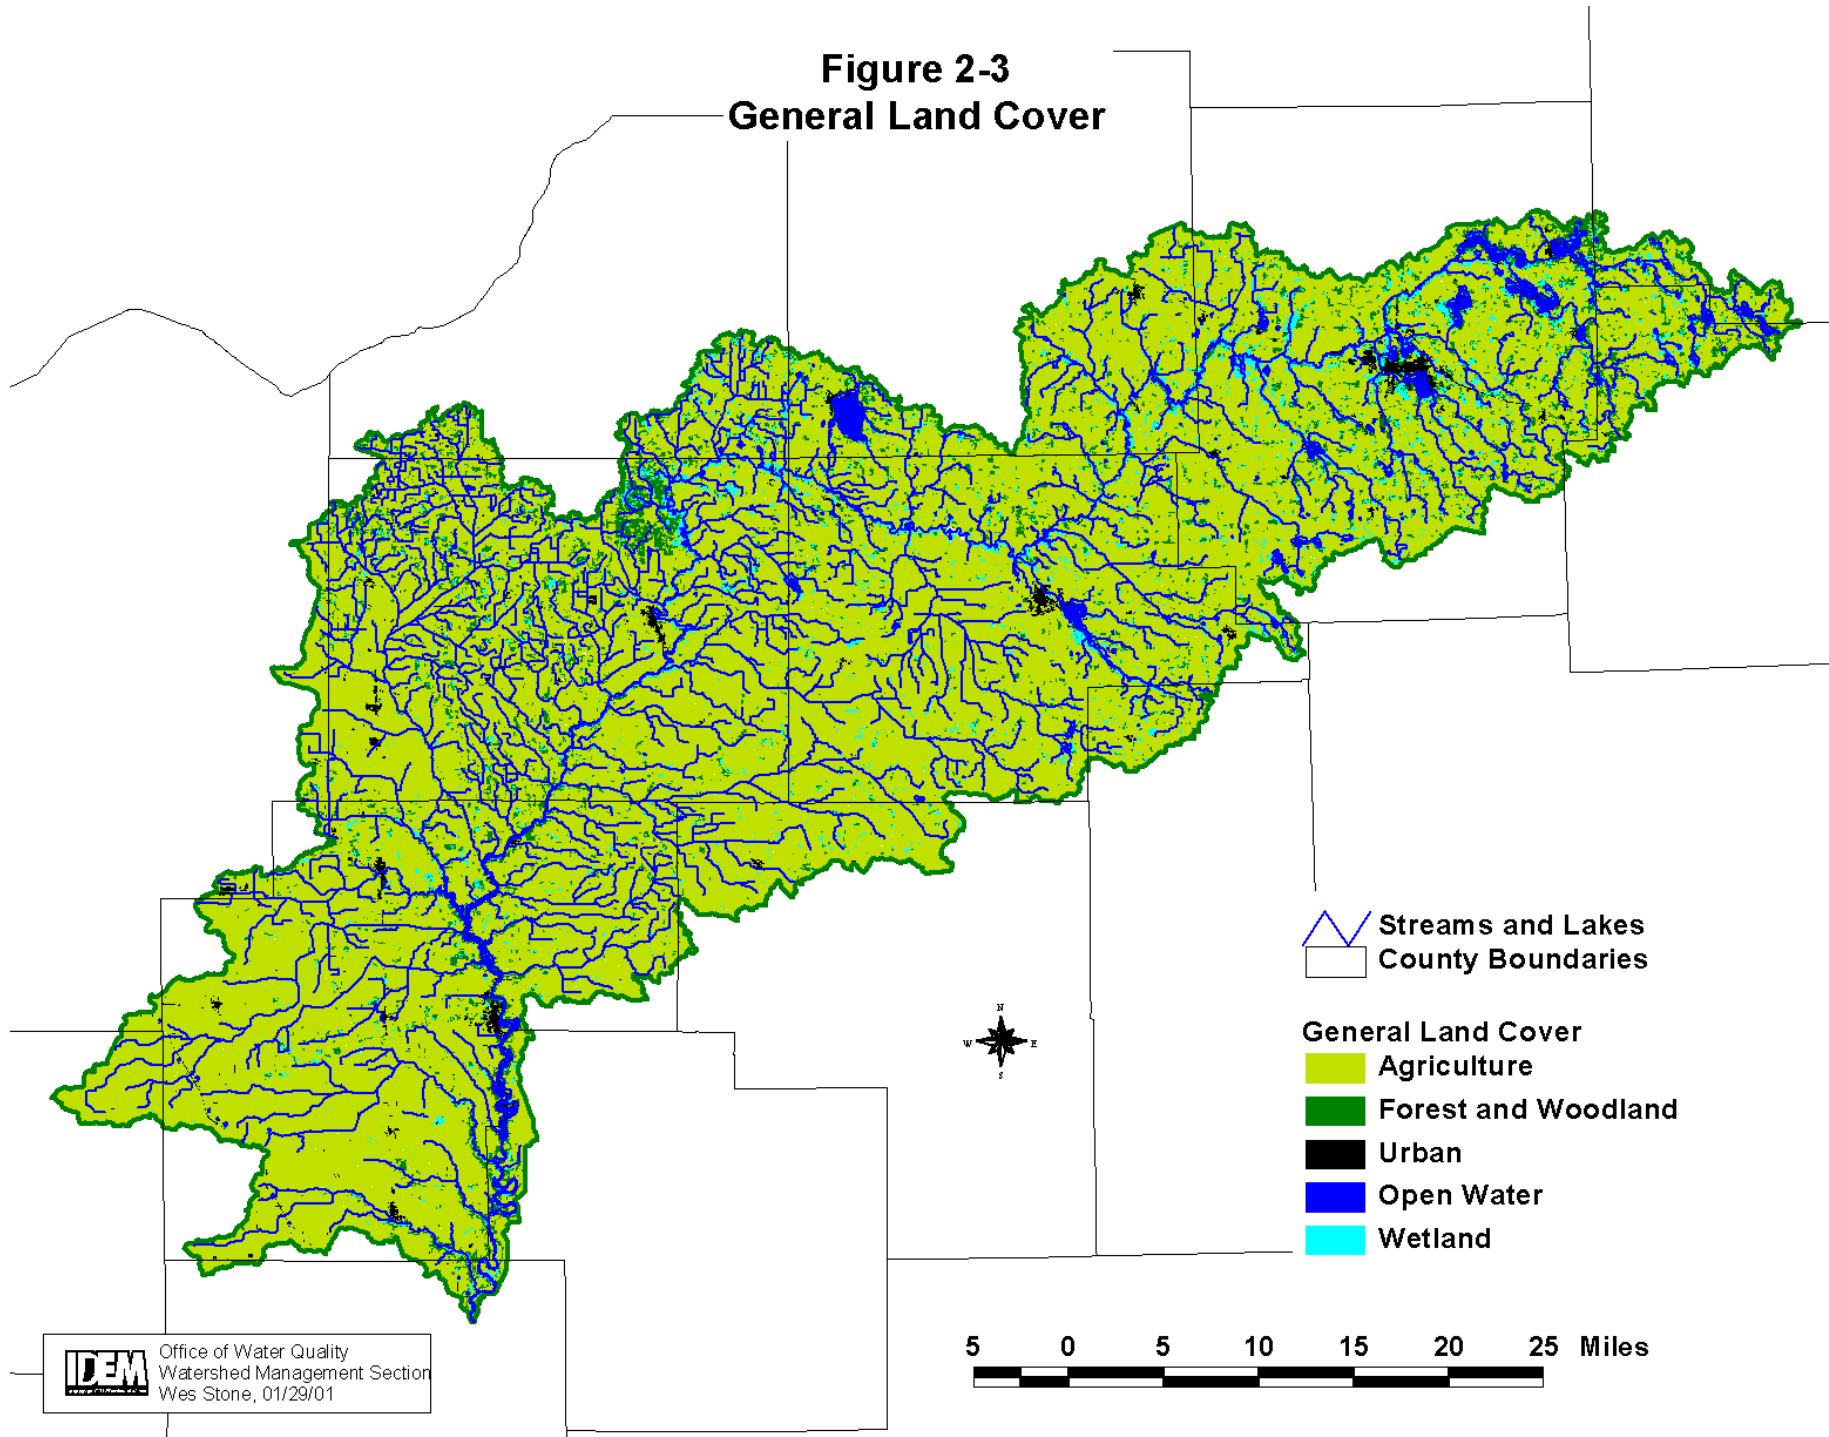 Figure 2-3
General Land Cover
Streams and Lakes
County Boundaries
N
W E
S
General Land Cover
Agriculture
Forest and Woodland
Urban
Open Water
Wetland
5 0 5 10 15 20 25 Miles
IDEM
Office of Water Quality
Watershed Management Section
Wes Stone, 01/29/01